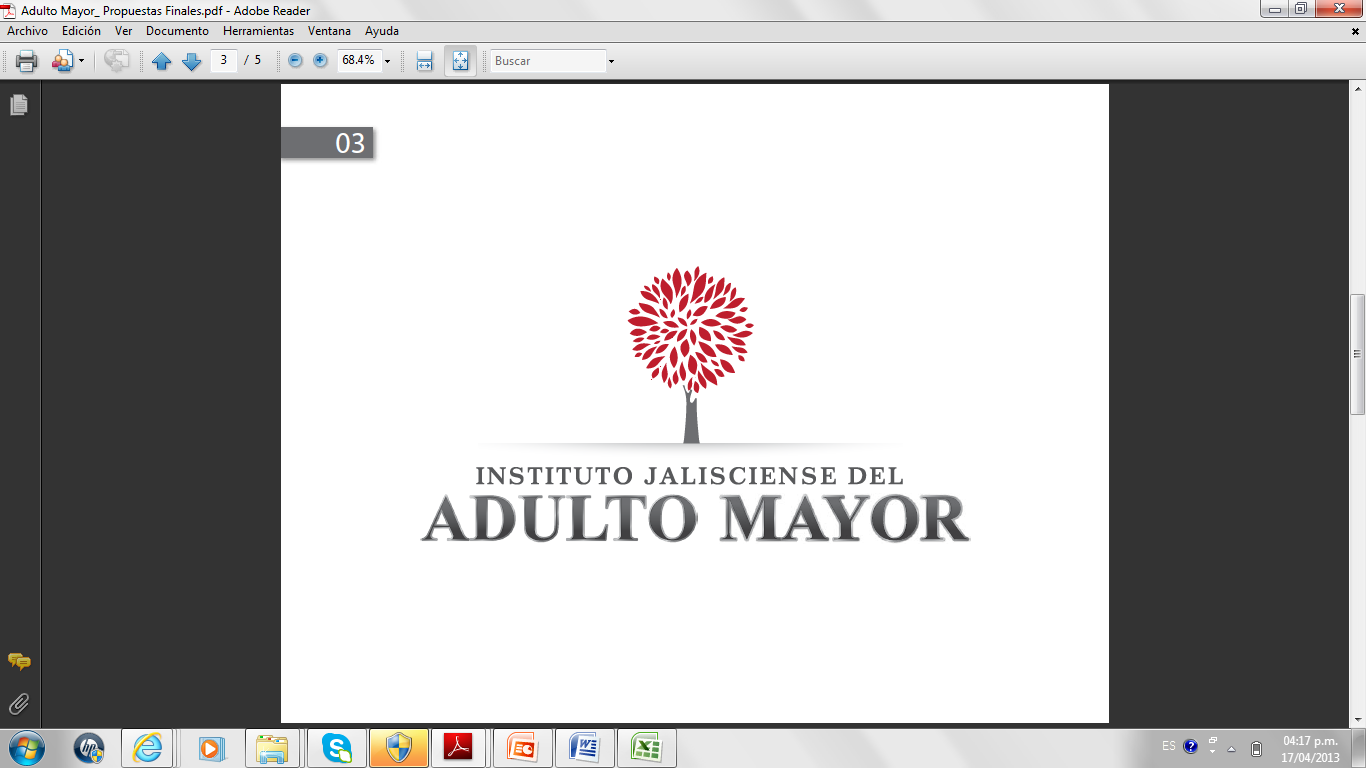 Adulto Mayor_ Propuestas Finales.pdf - Adobe Reader
Archivo Edición Ver Documento Herramientas Ventana Ayuda
3 / 5 68.4% Buscar
03
INSTITUTO JALISCIENSE DEL
ADULTO MAYOR
ES 04:17 p.m.
17/04/2013